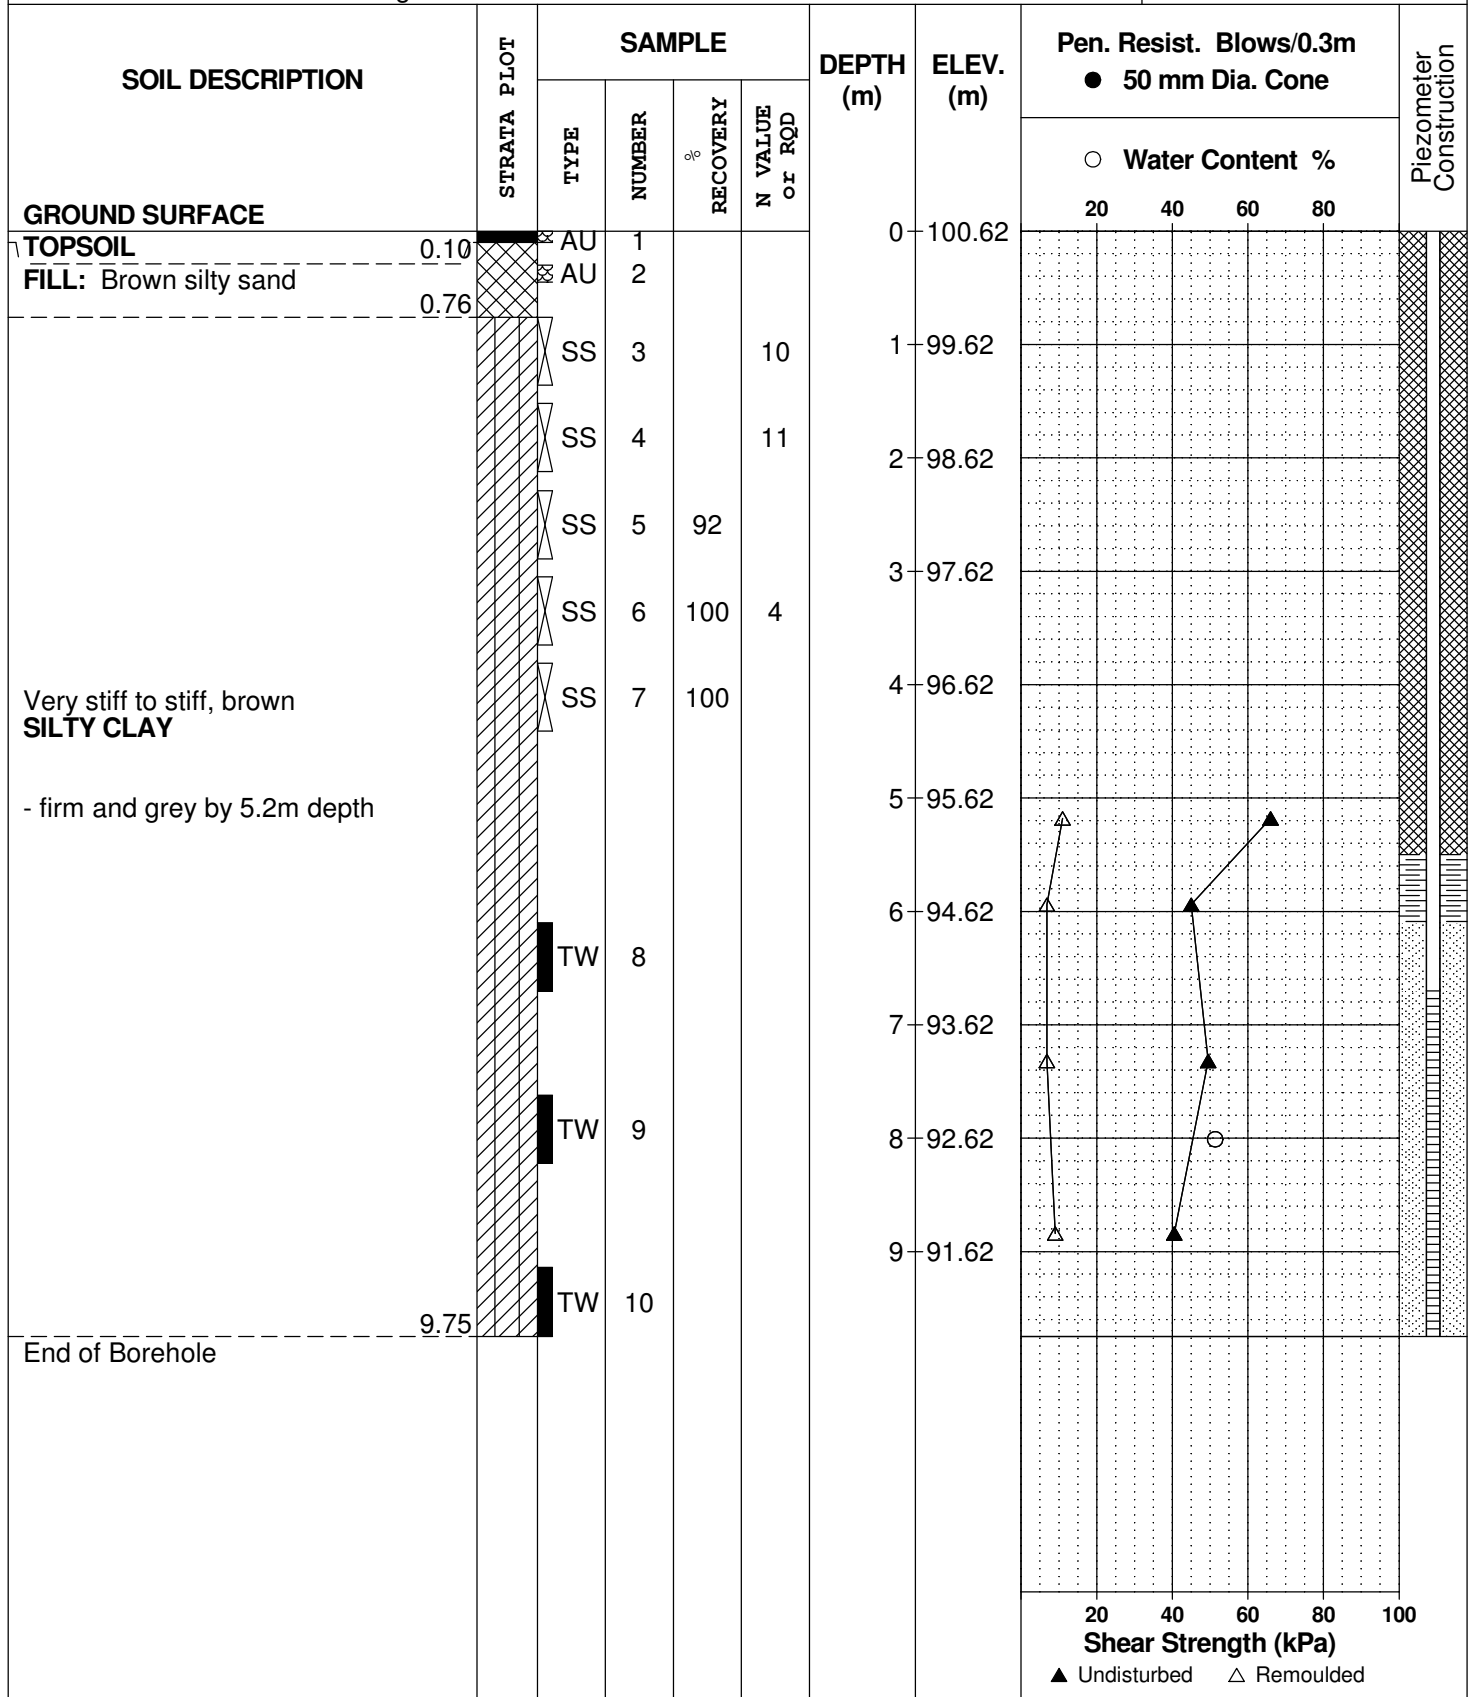 SOIL DESCRIPTION
STRATA PLOT
SAMPLE
TYPE
NUMBER
% RECOVERY
N VALUE or RQD
DEPTH (m)
ELEV. (m)
Pen. Resist. Blows/0.3m
● 50 mm Dia. Cone
○ Water Content %
Piezometer Construction
20 40 60 80
GROUND SURFACE
0 100.62
TOPSOIL 0.10
AU 1
FILL: Brown silty sand
AU 2
0.76
SS 3 10
1 99.62
SS 4 11
2 98.62
SS 5 92
3 97.62
SS 6 100 4
4 96.62
SS 7 100
Very stiff to stiff, brown
SILTY CLAY
5 95.62
- firm and grey by 5.2m depth
6 94.62
TW 8
7 93.62
TW 9
8 92.62
9 91.62
TW 10
9.75
End of Borehole
20 40 60 80 100
Shear Strength (kPa)
▲ Undisturbed △ Remoulded